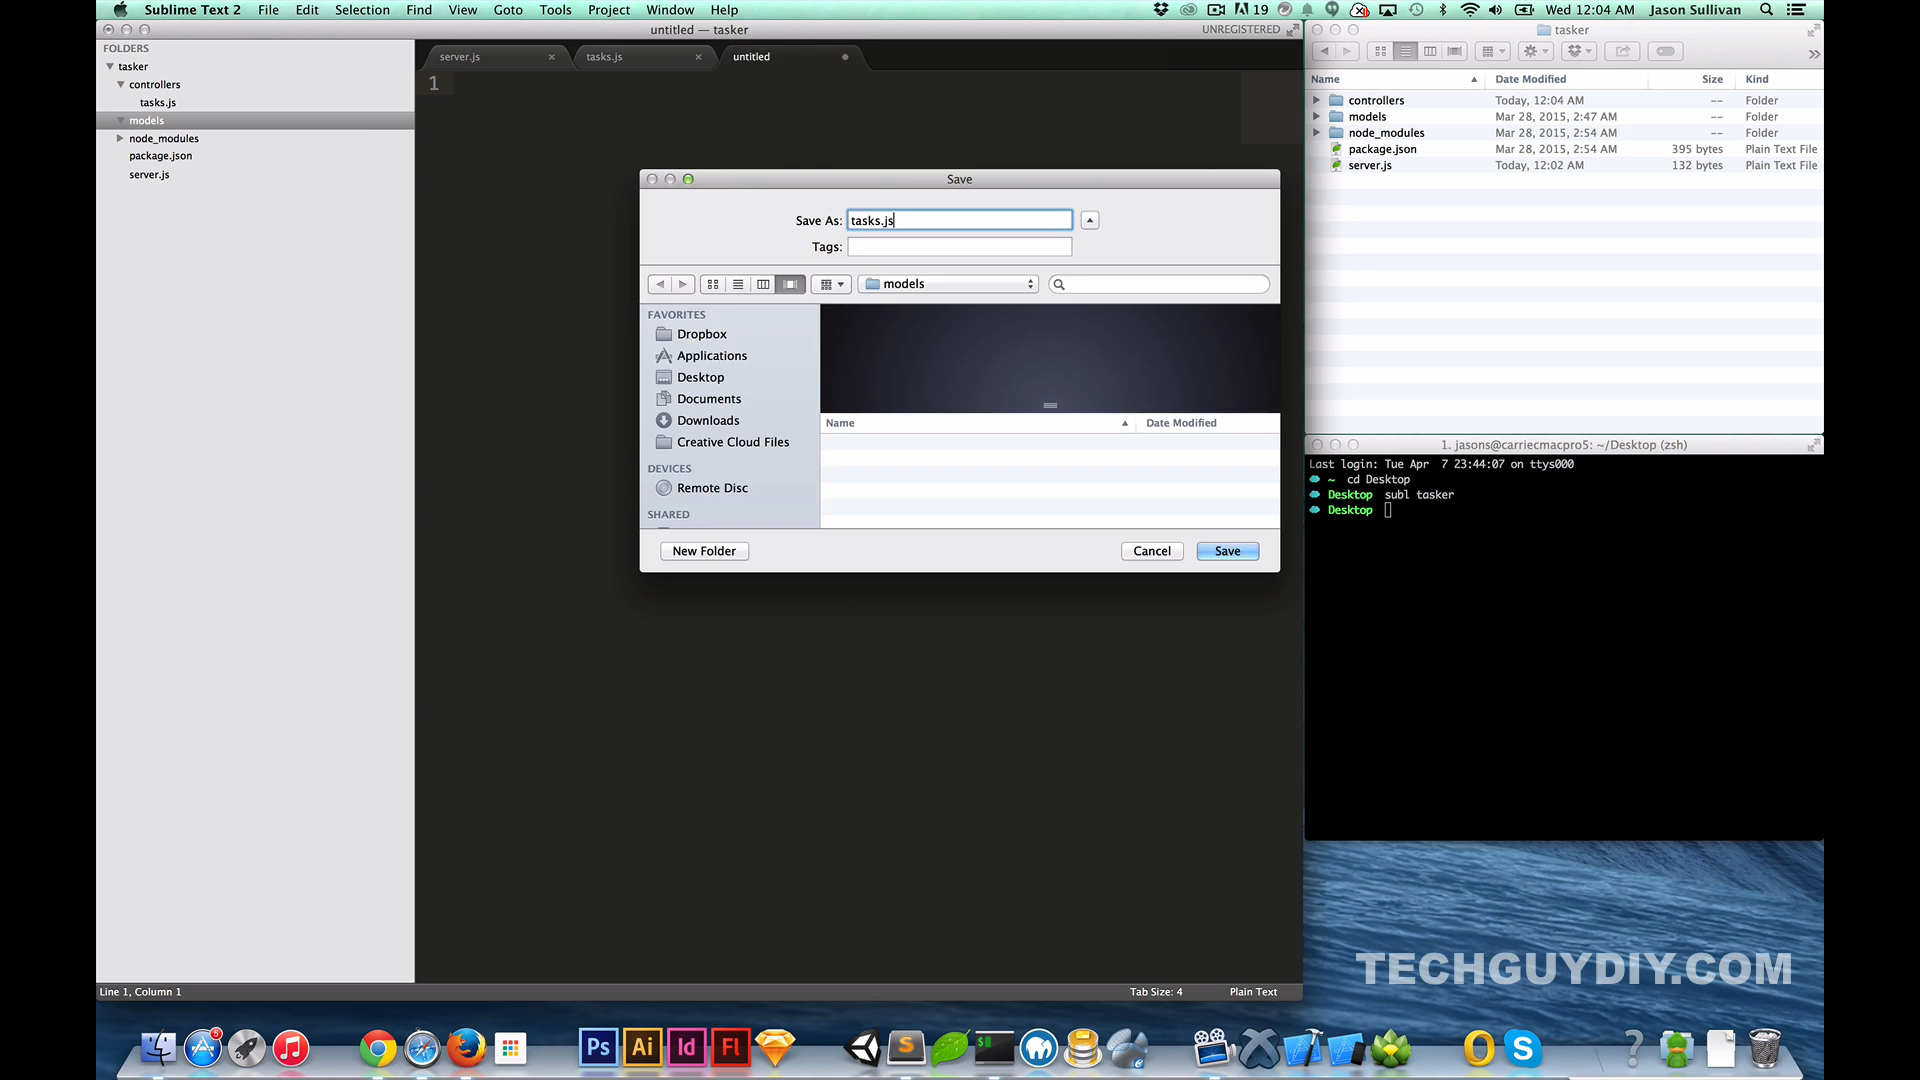 Sublime Text 2 File Edit Selection Find View Goto Tools Project Window Help 19 Wed 12:04 AM Jason Sullivan
untitled — tasker UNREGISTERED
FOLDERS
tasker
controllers
tasks.js
models
node_modules
package.json
server.js
server.js × tasks.js × untitled
1
Save
Save As: tasks.js
Tags:
models
FAVORITES
Dropbox
Applications
Desktop
Documents
Downloads
Creative Cloud Files
DEVICES
Remote Disc
SHARED
Name Date Modified
New Folder Cancel Save
Line 1, Column 1 Tab Size: 4 Plain Text
tasker
Name Date Modified Size Kind
controllers Today, 12:04 AM -- Folder
models Mar 28, 2015, 2:47 AM -- Folder
node_modules Mar 28, 2015, 2:54 AM -- Folder
package.json Mar 28, 2015, 2:54 AM 395 bytes Plain Text File
server.js Today, 12:02 AM 132 bytes Plain Text File
1. jasons@carriecmacpro5: ~/Desktop (zsh)
Last login: Tue Apr 7 23:44:07 on ttys000
~ cd Desktop
Desktop subl tasker
Desktop
TECHGUYDIY.COM
5 Ps Ai Id Fl S $ O S ?